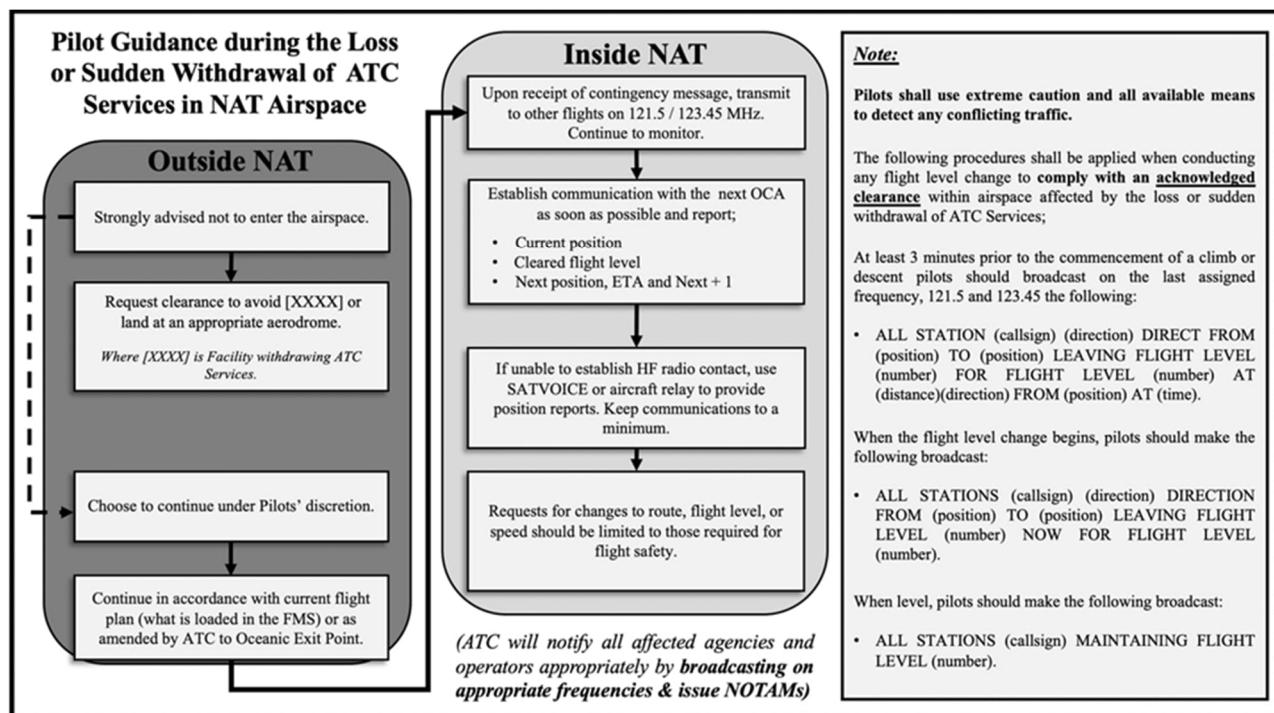 Pilot Guidance during the Loss
or Sudden Withdrawal of ATC
Services in NAT Airspace
Outside NAT
Strongly advised not to enter the airspace.
Request clearance to avoid [XXXX] or
land at an appropriate aerodrome.
Where [XXXX] is Facility withdrawing ATC
Services.
Choose to continue under Pilots' discretion.
Continue in accordance with current flight
plan (what is loaded in the FMS) or as
amended by ATC to Oceanic Exit Point.
Inside NAT
Upon receipt of contingency message, transmit
to other flights on 121.5 / 123.45 MHz.
Continue to monitor.
Establish communication with the next OCA
as soon as possible and report;
• Current position
• Cleared flight level
• Next position, ETA and Next + 1
If unable to establish HF radio contact, use
SATVOICE or aircraft relay to provide
position reports. Keep communications to a
minimum.
Requests for changes to route, flight level, or
speed should be limited to those required for
flight safety.
(ATC will notify all affected agencies and
operators appropriately by broadcasting on
appropriate frequencies & issue NOTAMs)
Note:
Pilots shall use extreme caution and all available means
to detect any conflicting traffic.
The following procedures shall be applied when conducting
any flight level change to comply with an acknowledged
clearance within airspace affected by the loss or sudden
withdrawal of ATC Services;
At least 3 minutes prior to the commencement of a climb or
descent pilots should broadcast on the last assigned
frequency, 121.5 and 123.45 the following:
• ALL STATION (callsign) (direction) DIRECT FROM
(position) TO (position) LEAVING FLIGHT LEVEL
(number) FOR FLIGHT LEVEL (number) AT
(distance)(direction) FROM (position) AT (time).
When the flight level change begins, pilots should make the
following broadcast:
• ALL STATIONS (callsign) (direction) DIRECTION
FROM (position) TO (position) LEAVING FLIGHT
LEVEL (number) NOW FOR FLIGHT LEVEL
(number).
When level, pilots should make the following broadcast:
• ALL STATIONS (callsign) MAINTAINING FLIGHT
LEVEL (number).